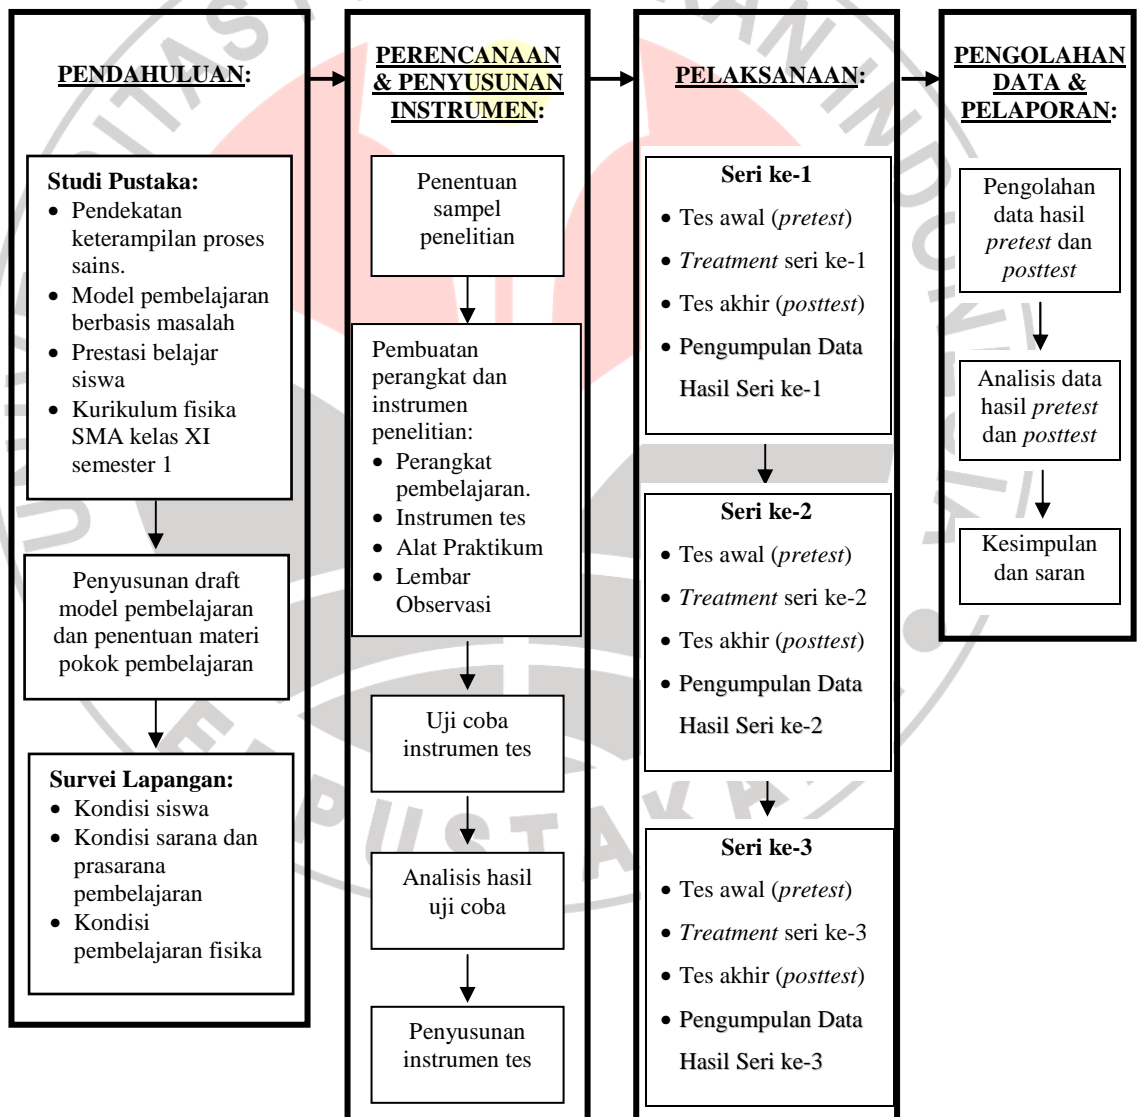 PENDAHULUAN:
Studi Pustaka:
• Pendekatan
keterampilan proses
sains.
• Model pembelajaran
berbasis masalah
• Prestasi belajar
siswa
• Kurikulum fisika
SMA kelas XI
semester 1
Penyusunan draft
model pembelajaran
dan penentuan materi
pokok pembelajaran
Survei Lapangan:
• Kondisi siswa
• Kondisi sarana dan
prasarana
pembelajaran
• Kondisi
pembelajaran fisika
PERENCANAAN
& PENYUSUNAN
INSTRUMEN:
Penentuan
sampel
penelitian
Pembuatan
perangkat dan
instrumen
penelitian:
• Perangkat
pembelajaran.
• Instrumen tes
• Alat Praktikum
• Lembar
Observasi
Uji coba
instrumen tes
Analisis hasil
uji coba
Penyusunan
instrumen tes
PELAKSANAAN:
Seri ke-1
• Tes awal (pretest)
• Treatment seri ke-1
• Tes akhir (posttest)
• Pengumpulan Data
Hasil Seri ke-1
Seri ke-2
• Tes awal (pretest)
• Treatment seri ke-2
• Tes akhir (posttest)
• Pengumpulan Data
Hasil Seri ke-2
Seri ke-3
• Tes awal (pretest)
• Treatment seri ke-3
• Tes akhir (posttest)
• Pengumpulan Data
Hasil Seri ke-3
PENGOLAHAN
DATA &
PELAPORAN:
Pengolahan
data hasil
pretest dan
posttest
Analisis data
hasil pretest
dan posttest
Kesimpulan
dan saran